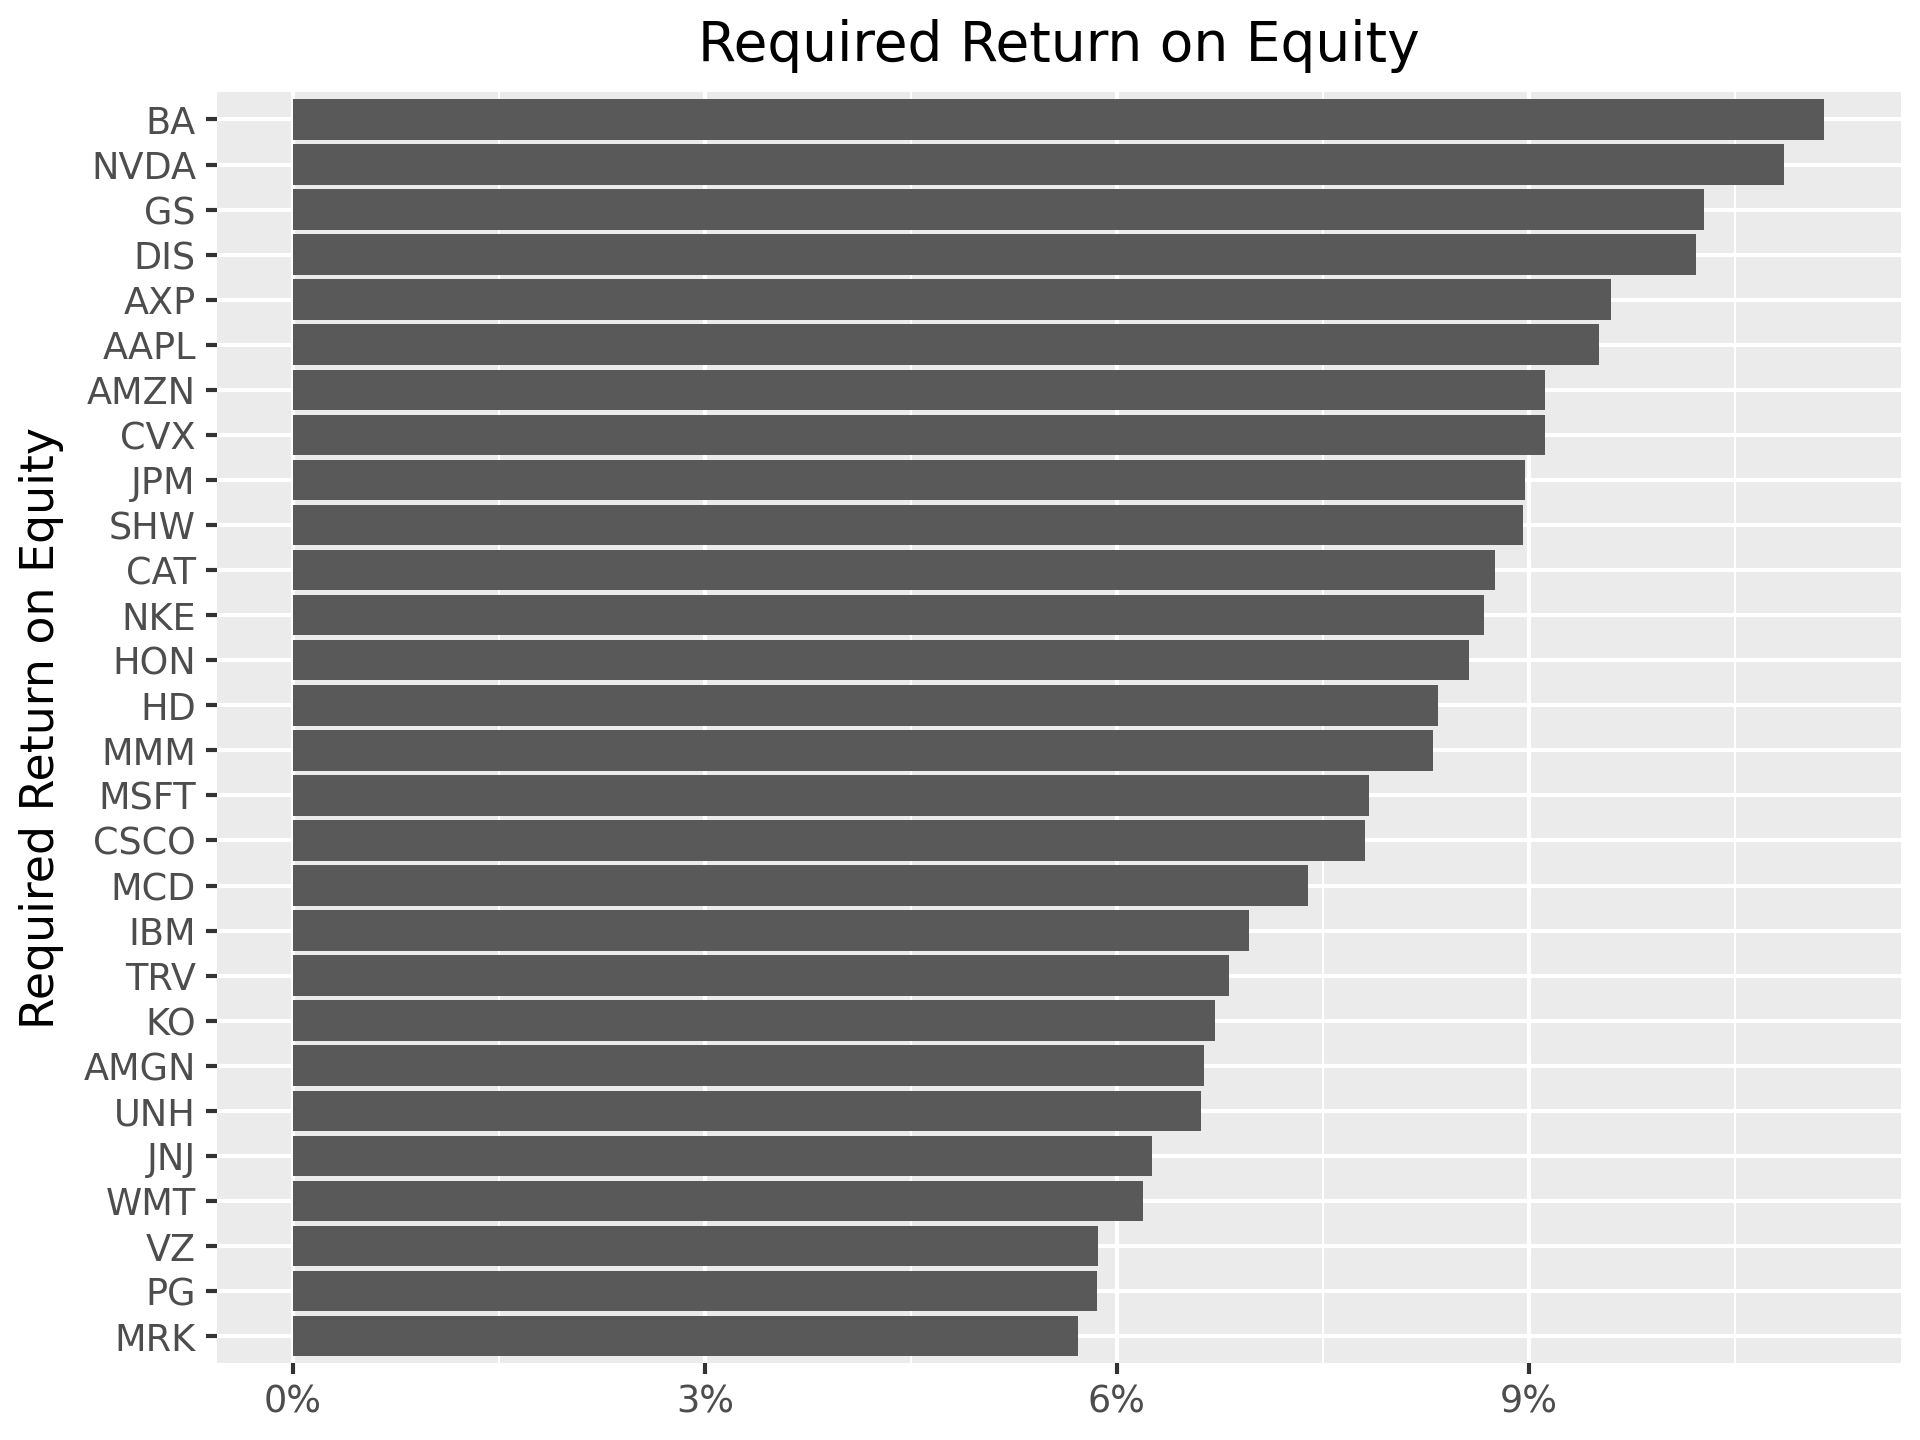 Required Return on Equity
Required Return on Equity
BA
NVDA
GS
DIS
AXP
AAPL
AMZN
CVX
JPM
SHW
CAT
NKE
HON
HD
MMM
MSFT
CSCO
MCD
IBM
TRV
KO
AMGN
UNH
JNJ
WMT
VZ
PG
MRK
0% 3% 6% 9%